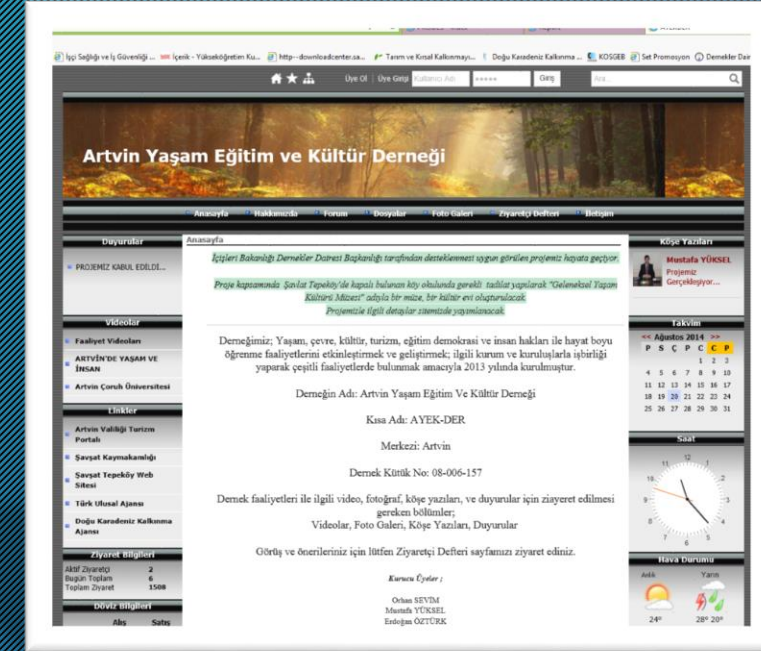 İşçi Sağlığı ve İş Güvenliği ... İçerik - Yükseköğretim Ku... http--downloadcenter.sa... Tarım ve Kırsal Kalkınmayı... Doğu Karadeniz Kalkınma ... KOSGEB Set Promosyon Dernekler Dair
Üye Ol | Üye Girişi Kullanıcı Adı ••••• Giriş Ara...
Artvin Yaşam Eğitim ve Kültür Derneği
Anasayfa Hakkımızda Forum Dosyalar Foto Galeri Ziyaretçi Defteri İletişim
Duyurular
PROJEMİZ KABUL EDİLDİ...
Videolar
Faaliyet Videoları
ARTVİN'DE YAŞAM VE
İNSAN
Artvin Çoruh Üniversitesi
Linkler
Artvin Valiliği Turizm
Portalı
Şavşat Kaymakamlığı
Şavşat Tepeköy Web
Sitesi
Türk Ulusal Ajansı
Doğu Karadeniz Kalkınma
Ajansı
Ziyaret Bilgileri
Aktif Ziyaretçi 2
Bugün Toplam 6
Toplam Ziyaret 1508
Döviz Bilgileri
Alış Satış
Anasayfa
İçişleri Bakanlığı Dernekler Dairesi Başkanlığı tarafından desteklenmesi uygun görülen projemiz hayata geçiyor.
Proje kapsamında Şavşat Tepeköy'de kapalı bulunan köy okulunda gerekli tadilat yapılarak "Geleneksel Yaşam
Kültürü Müzesi" adıyla bir müze, bir kültür evi oluşturulacak.
Projemizle ilgili detaylar sitemizde yayımlanacak.
Derneğimiz; Yaşam, çevre, kültür, turizm, eğitim demokrasi ve insan hakları ile hayat boyu
öğrenme faaliyetlerini etkinleştirmek ve geliştirmek; ilgili kurum ve kuruluşlarla işbirliği
yaparak çeşitli faaliyetlerde bulunmak amacıyla 2013 yılında kurulmuştur.
Derneğin Adı: Artvin Yaşam Eğitim Ve Kültür Derneği
Kısa Adı: AYEK-DER
Merkezi: Artvin
Dernek Kütük No: 08-006-157
Dernek faaliyetleri ile ilgili video, fotoğraf, köşe yazıları, ve duyurular için ziayeret edilmesi
gereken bölümler;
Videolar, Foto Galeri, Köşe Yazıları, Duyurular
Görüş ve önerileriniz için lütfen Ziyaretçi Defteri sayfamızı ziyaret ediniz.
Kurucu Üyeler ;
Orhan SEVİM
Mustafa YÜKSEL
Erdoğan ÖZTÜRK
Köşe Yazıları
Mustafa YÜKSEL
Projemiz
Gerçekleşiyor...
Takvim
<< Ağustos 2014 >>
P S Ç P C C P
1 2 3
4 5 6 7 8 9 10
11 12 13 14 15 16 17
18 19 20 21 22 23 24
25 26 27 28 29 30 31
Saat
Hava Durumu
Anlık Yarın
24° 28° 20°